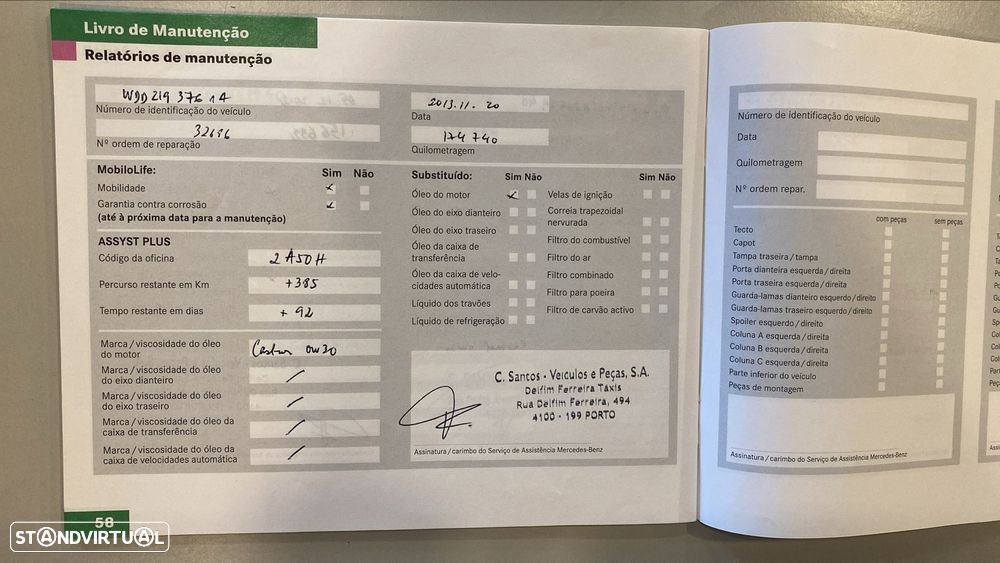 Livro de Manutenção
Relatórios de manutenção
WDD219 376 1A
Número de identificação do veículo
32686
Nº ordem de reparação
2013.11.20
Data
174 740
Quilometragem
MobiloLife: Sim Não
Mobilidade
Garantia contra corrosão
(até à próxima data para a manutenção)
ASSYST PLUS
Código da oficina 2A50H
Percurso restante em Km +385
Tempo restante em dias +92
Marca / viscosidade do óleo
do motor
0w30
Marca / viscosidade do óleo
do eixo dianteiro
Marca / viscosidade do óleo
do eixo traseiro
Marca / viscosidade do óleo da
caixa de transferência
Marca / viscosidade do óleo da
caixa de velocidades automática
Substituído: Sim Não
Óleo do motor
Óleo do eixo dianteiro
Óleo do eixo traseiro
Óleo da caixa de
transferência
Óleo da caixa de velo-
cidades automática
Líquido dos travões
Líquido de refrigeração
Sim Não
Velas de ignição
Correia trapezoidal
nervurada
Filtro do combustível
Filtro do ar
Filtro combinado
Filtro para poeira
Filtro de carvão activo
C. Santos - Veículos e Peças, S.A.
Delfim Ferreira Taxis
Rua Delfim Ferreira, 494
4100 - 199 PORTO
Assinatura / carimbo do Serviço de Assistência Mercedes-Benz
58
Número de identificação do veículo
Data
Quilometragem
Nº ordem repar.
com peças sem peças
Tecto
Capot
Tampa traseira / tampa
Porta dianteira esquerda / direita
Porta traseira esquerda / direita
Guarda-lamas dianteiro esquerdo / direito
Guarda-lamas traseiro esquerdo / direito
Spoiler esquerdo / direito
Coluna A esquerda / direita
Coluna B esquerda / direita
Coluna C esquerda / direita
Parte inferior do veículo
Peças de montagem
Assinatura / carimbo do Serviço de Assistência Mercedes-Benz
STANDVIRTUAL